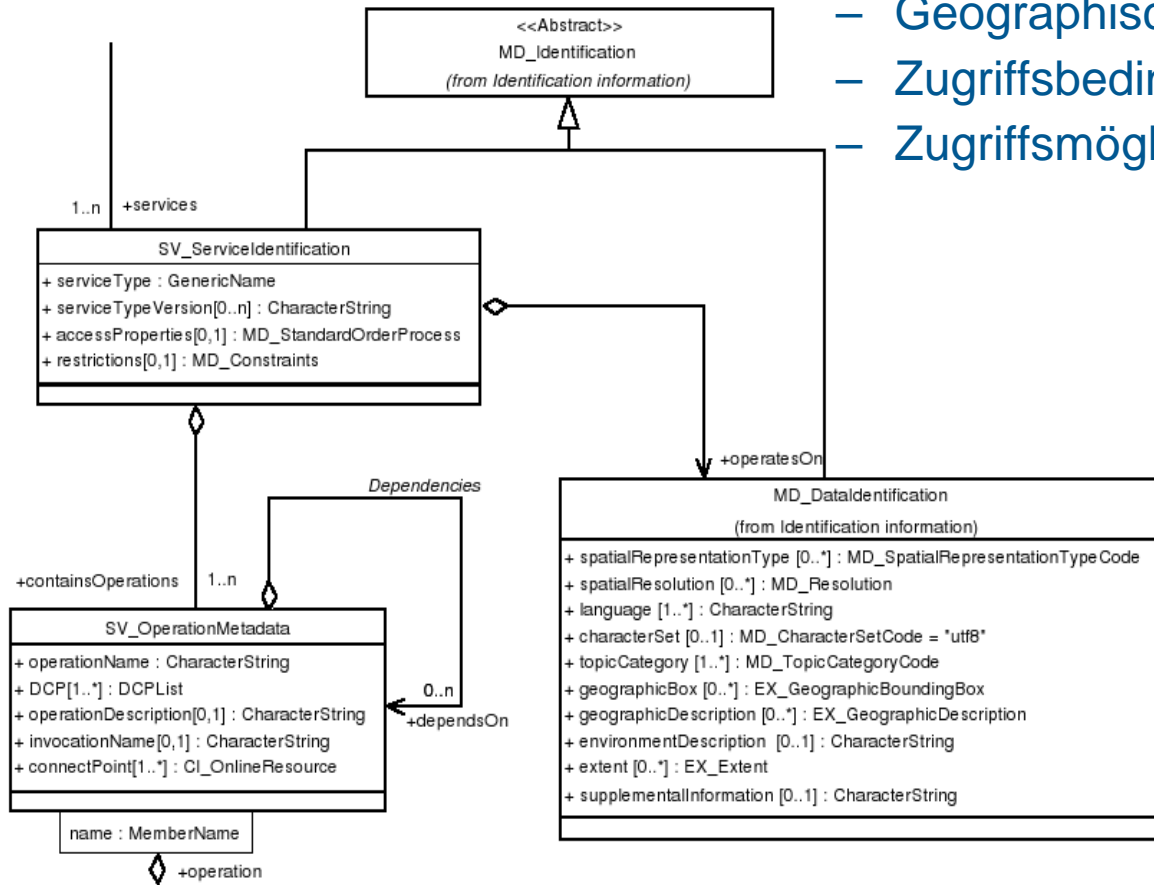 – Geographisc
– Zugriffsbedin
– Zugriffsmögl
<<Abstract>>
MD_Identification
(from Identification information)
1..n +services
SV_ServiceIdentification
+ serviceType : GenericName
+ serviceTypeVersion[0..n] : CharacterString
+ accessProperties[0,1] : MD_StandardOrderProcess
+ restrictions[0,1] : MD_Constraints
+operatesOn
Dependencies
+containsOperations 1..n
SV_OperationMetadata
+ operationName : CharacterString
+ DCP[1..*] : DCPList
+ operationDescription[0,1] : CharacterString
+ invocationName[0,1] : CharacterString
+ connectPoint[1..*] : CI_OnlineResource
0..n
+dependsOn
name : MemberName
+operation
MD_DataIdentification
(from Identification information)
+ spatialRepresentationType [0..*] : MD_SpatialRepresentationTypeCode
+ spatialResolution [0..*] : MD_Resolution
+ language [1..*] : CharacterString
+ characterSet [0..1] : MD_CharacterSetCode = "utf8"
+ topicCategory [1..*] : MD_TopicCategoryCode
+ geographicBox [0..*] : EX_GeographicBoundingBox
+ geographicDescription [0..*] : EX_GeographicDescription
+ environmentDescription [0..1] : CharacterString
+ extent [0..*] : EX_Extent
+ supplementalInformation [0..1] : CharacterString